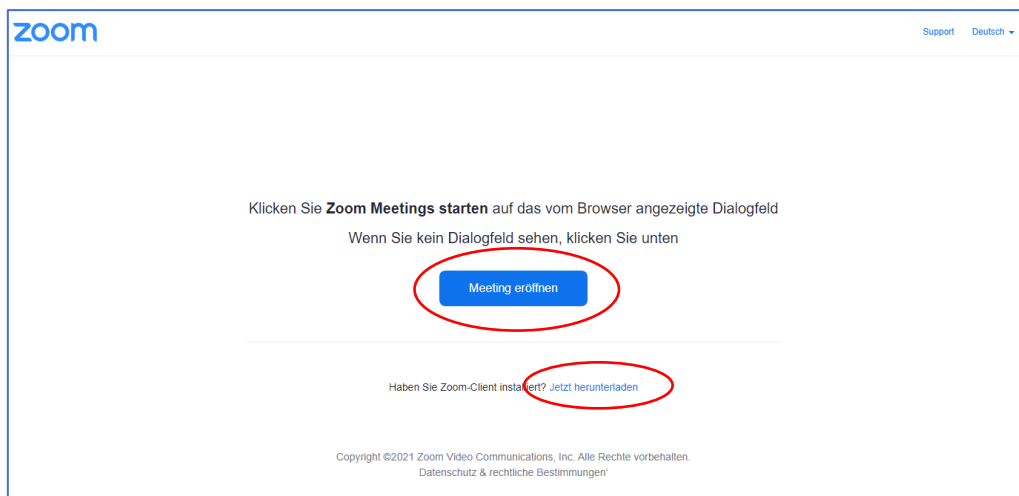 zoom
Support Deutsch
Klicken Sie Zoom Meetings starten auf das vom Browser angezeigte Dialogfeld
Wenn Sie kein Dialogfeld sehen, klicken Sie unten
Meeting eröffnen
Haben Sie Zoom-Client installiert? Jetzt herunterladen
Copyright ©2021 Zoom Video Communications, Inc. Alle Rechte vorbehalten.
Datenschutz & rechtliche Bestimmungen'